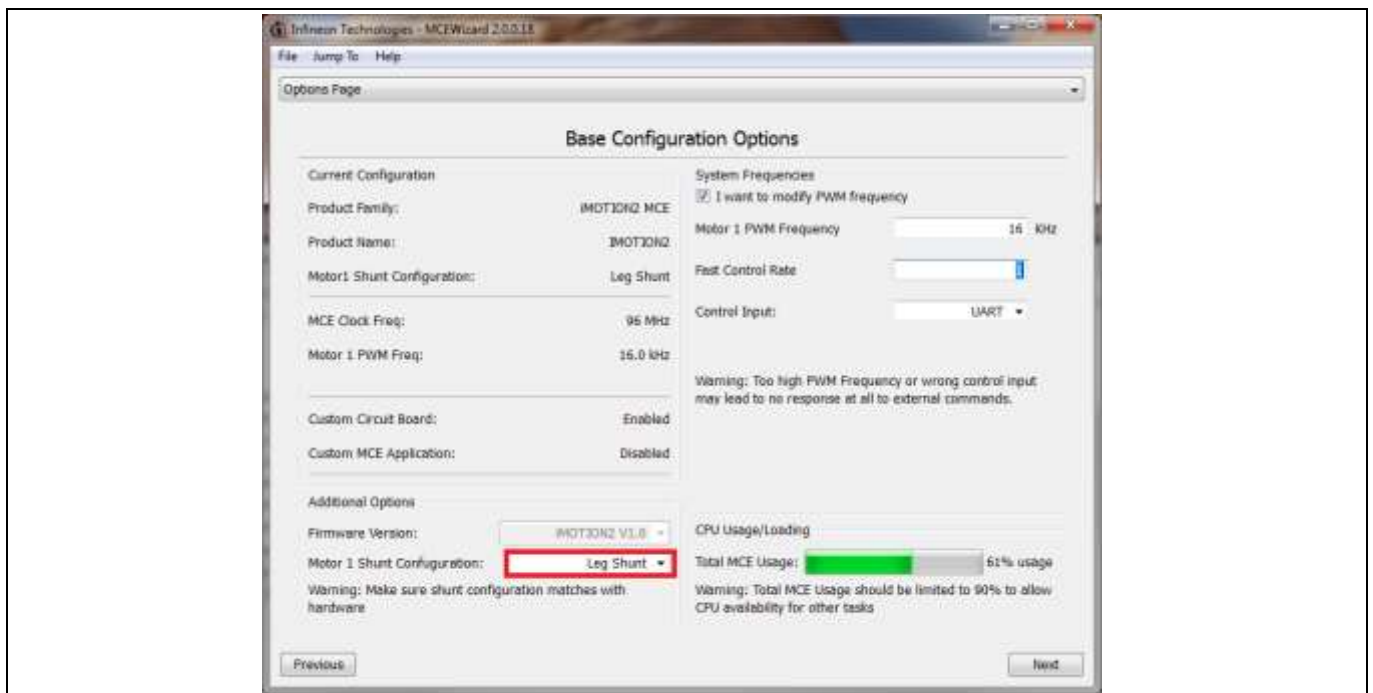 Infineon Technologies - MCEWizard 2.0.0.18
File Jump To Help
Options Page
Base Configuration Options
Current Configuration
Product Family: iMOTION2 MCE
Product Name: IMOTION2
Motor1 Shunt Configuration: Leg Shunt
MCE Clock Freq: 96 MHz
Motor 1 PWM Freq: 16.0 kHz
Custom Circuit Board: Enabled
Custom MCE Application: Disabled
Additional Options
Firmware Version: iMOTION2 V1.0
Motor 1 Shunt Confuguration: Leg Shunt
Warning: Make sure shunt configuration matches with
hardware
System Frequencies
I want to modify PWM frequency
Motor 1 PWM Frequency 16 KHz
Fast Control Rate 1
Control Input: UART
Warning: Too high PWM Frequency or wrong control input
may lead to no response at all to external commands.
CPU Usage/Loading
Total MCE Usage: 61% usage
Warning: Total MCE Usage should be limited to 90% to allow
CPU availability for other tasks
Previous
Next